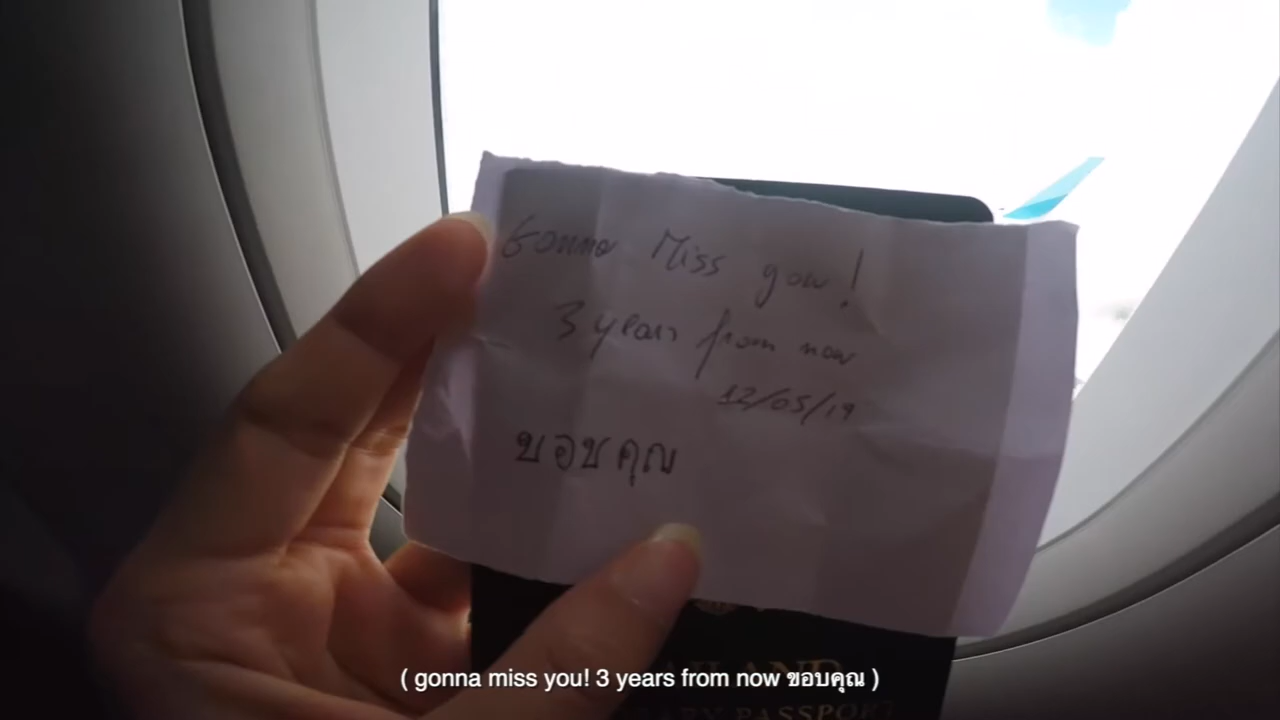 Gonna Miss you!
3 years from now
12/05/19
ขอบคุณ
AILAND
PASSPORT
( gonna miss you! 3 years from now ขอบคุณ )